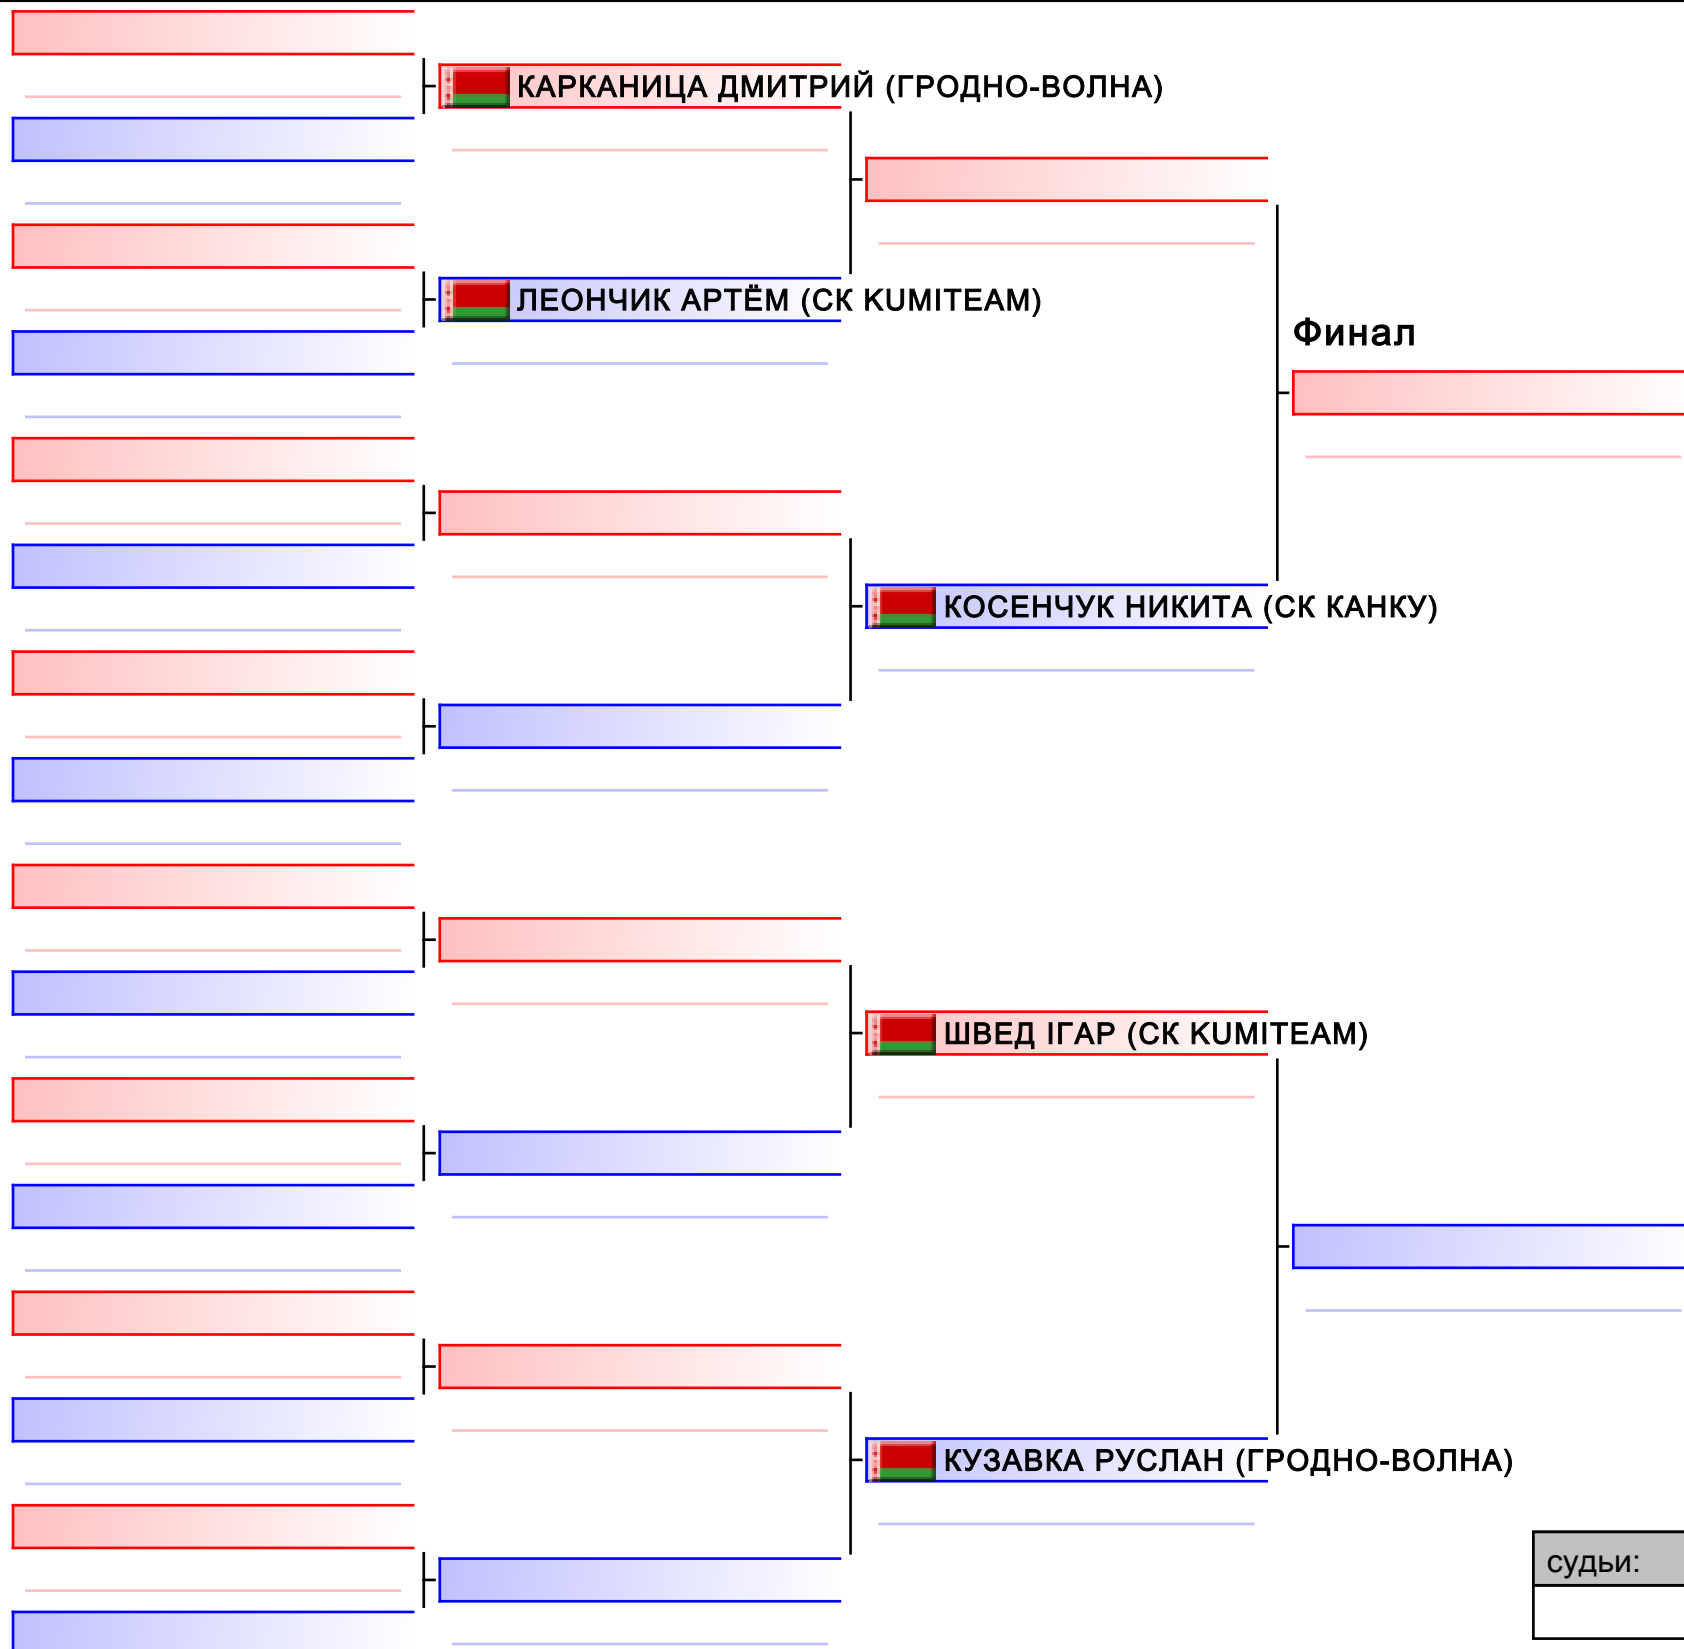 КАРКАНИЦА ДМИТРИЙ (ГРОДНО-ВОЛНА)
ЛЕОНЧИК АРТЁМ (СК KUMITEAM)
Финал
КОСЕНЧУК НИКИТА (СК КАНКУ)
ШВЕД ІГАР (СК KUMITEAM)
КУЗАВКА РУСЛАН (ГРОДНО-ВОЛНА)
судьи: